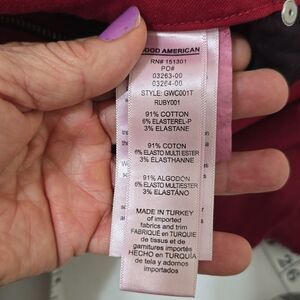 GOOD AMERICAN
RN# 151301
PO#
03263-00
03264-00
STYLE: GWC001T
RUBY001
91% COTTON
6% ELASTEREL-P
3% ELASTANE
91% COTON
6% ELASTO MULTI ESTER
3% ELASTHANNE
91% ALGODÓN
6% ELASTO MULTIESTER
3% ELASTANO
MADE IN TURKEY
of imported
fabrics and trim
FABRIQUÉ en TURQUIE
de tissus et de
garnitures importés
HECHO en TURQUÍA
de tela y adornos
importados